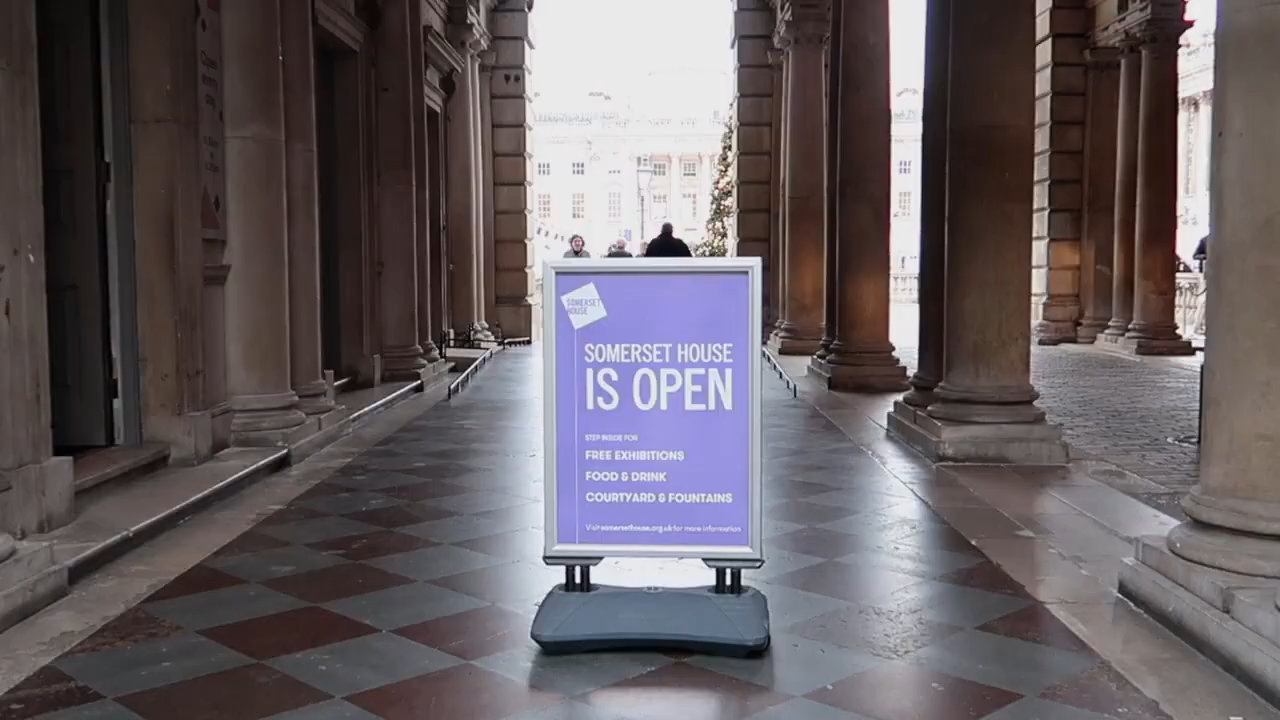 SOMERSET
HOUSE
SOMERSET HOUSE
IS OPEN
STEP INSIDE FOR
FREE EXHIBITIONS
FOOD & DRINK
COURTYARD & FOUNTAINS
Visit somersethouse.org.uk for more information